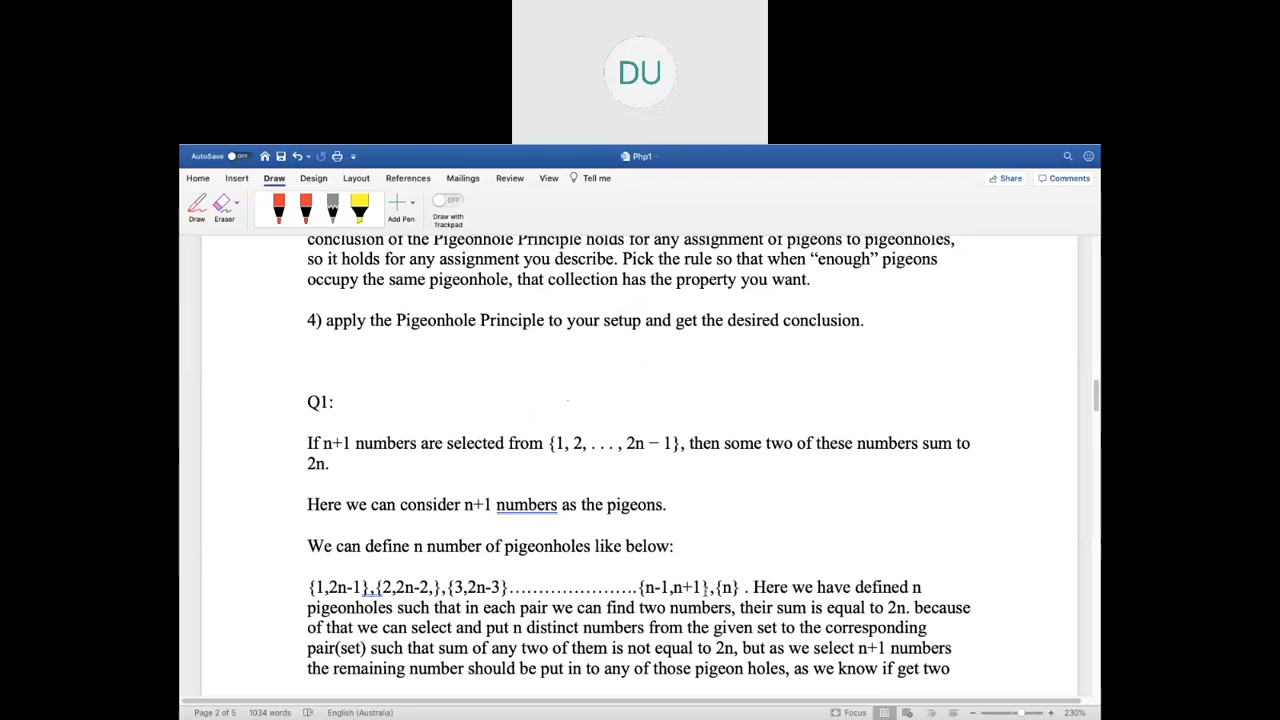 DU
AutoSave OFF
Php1
Home Insert Draw Design Layout References Mailings Review View Tell me Share Comments
Draw Eraser Add Pen OFF Draw with Trackpad
conclusion of the Pigeonhole Principle holds for any assignment of pigeons to pigeonholes,
so it holds for any assignment you describe. Pick the rule so that when “enough” pigeons
occupy the same pigeonhole, that collection has the property you want.
4) apply the Pigeonhole Principle to your setup and get the desired conclusion.
Q1:
If n+1 numbers are selected from {1, 2, . . . , 2n − 1}, then some two of these numbers sum to
2n.
Here we can consider n+1 numbers as the pigeons.
We can define n number of pigeonholes like below:
{1,2n-1},{2,2n-2,},{3,2n-3}…………………….{n-1,n+1},{n} . Here we have defined n
pigeonholes such that in each pair we can find two numbers, their sum is equal to 2n. because
of that we can select and put n distinct numbers from the given set to the corresponding
pair(set) such that sum of any two of them is not equal to 2n, but as we select n+1 numbers
the remaining number should be put in to any of those pigeon holes, as we know if get two
Page 2 of 5 1034 words English (Australia) Focus 230%